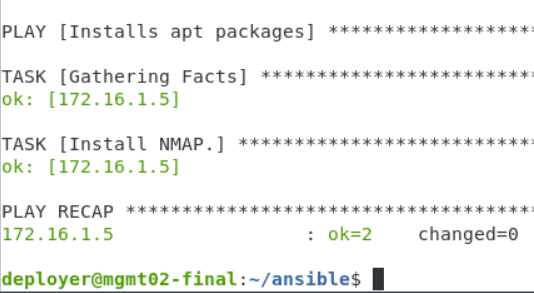 PLAY [Installs apt packages] **********************
TASK [Gathering Facts] ****************************
ok: [172.16.1.5]
TASK [Install NMAP.] ******************************
ok: [172.16.1.5]
PLAY RECAP ****************************************
172.16.1.5 : ok=2 changed=0
deployer@mgmt02-final:~/ansible$